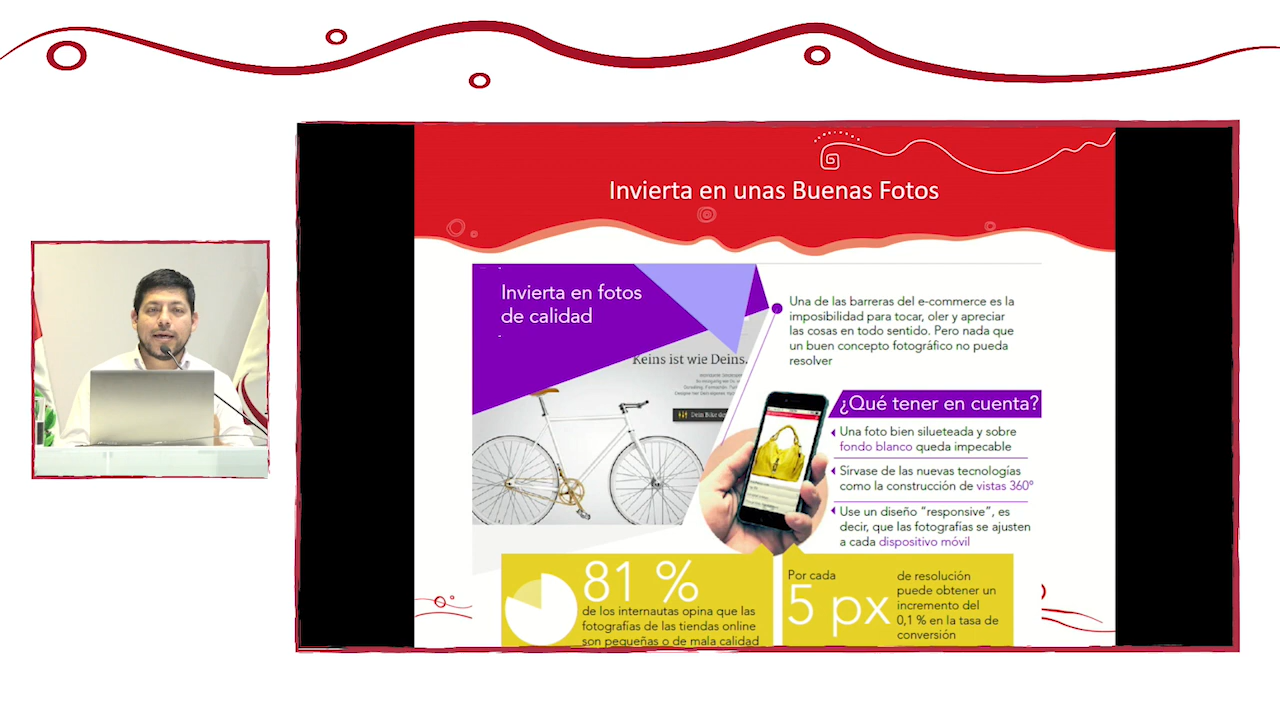 Invierta en unas Buenas Fotos
Invierta en fotos
de calidad
Una de las barreras del e-commerce es la
imposibilidad para tocar, oler y apreciar
las cosas en todo sentido. Pero nada que
un buen concepto fotográfico no pueda
resolver
Keins ist wie Deins.
Dein Bike
¿Qué tener en cuenta?
Una foto bien silueteada y sobre
fondo blanco queda impecable
Sírvase de las nuevas tecnologías
como la construcción de vistas 360°
Use un diseño “responsive”, es
decir, que las fotografías se ajusten
a cada dispositivo móvil
81 %
de los internautas opina que las
fotografías de las tiendas online
son pequeñas o de mala calidad
Por cada
5 px
de resolución
puede obtener un
incremento del
0,1 % en la tasa de
conversión